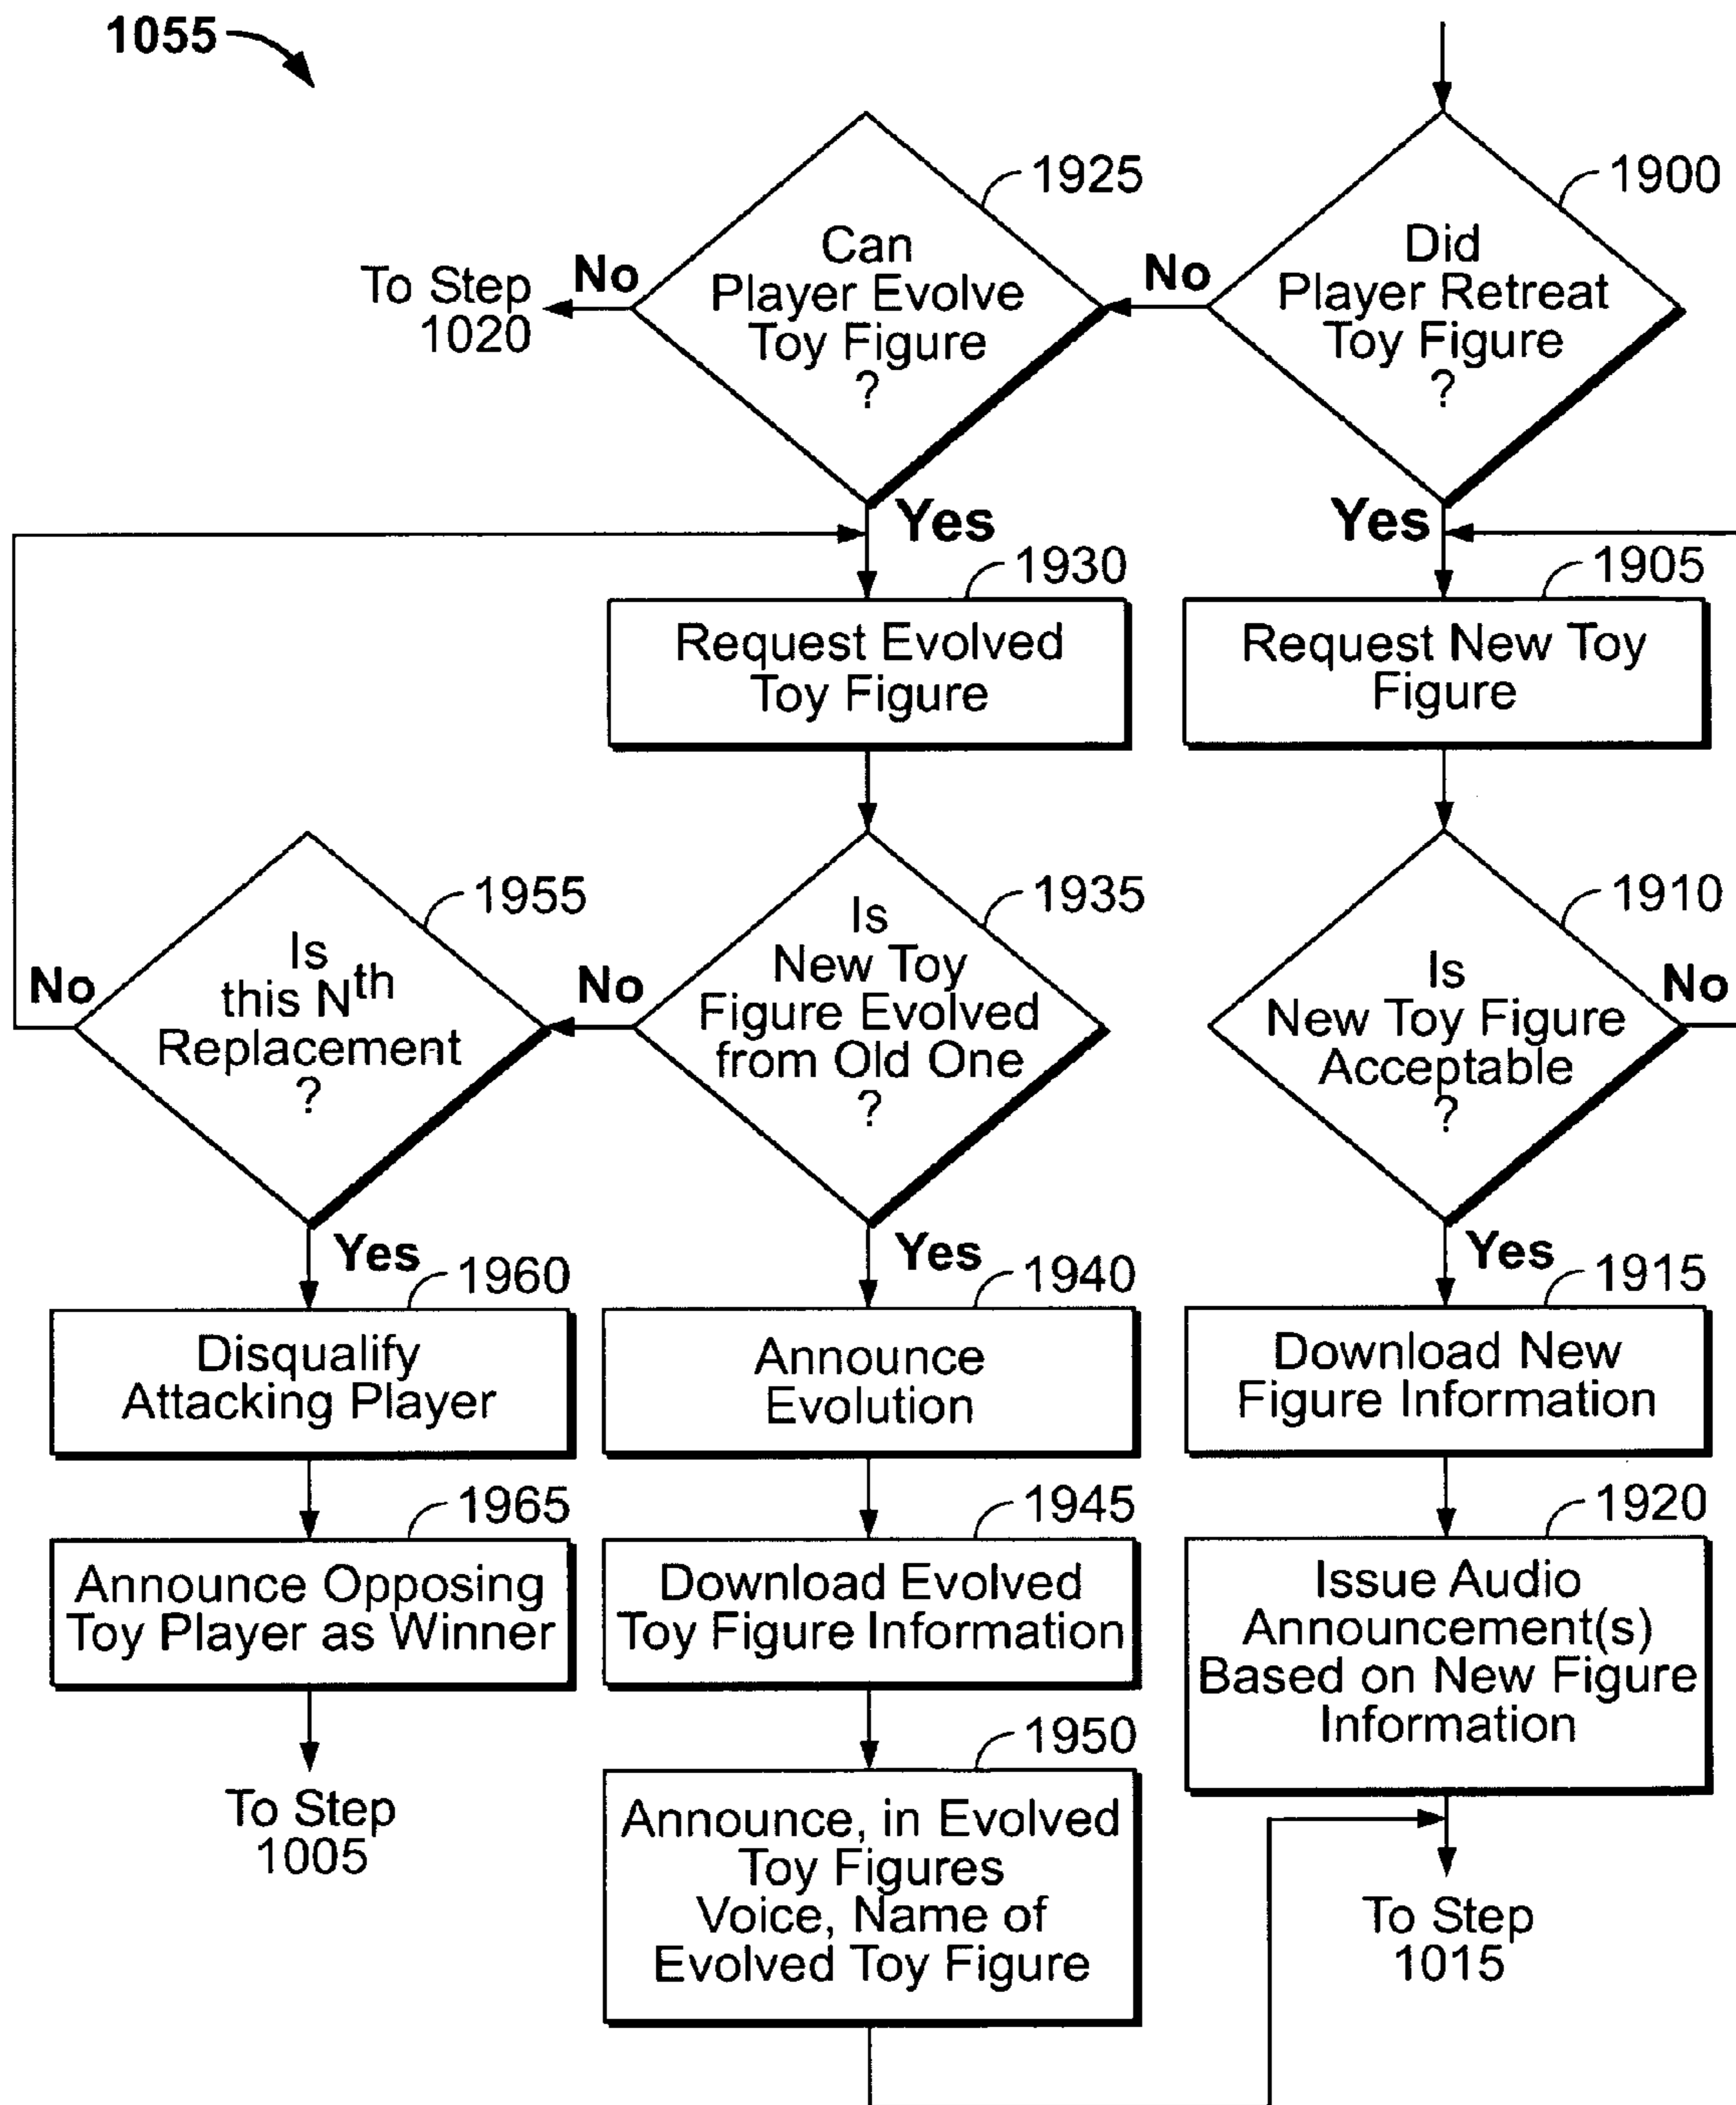 1055
1925
Can
Player Evolve
Toy Figure
?
No
To Step
1020
1900
Did
Player Retreat
Toy Figure
?
No
Yes
Yes
1930
Request Evolved
Toy Figure
1905
Request New Toy
Figure
1955
Is
this Nth
Replacement
?
No
1935
Is
New Toy
Figure Evolved
from Old One
?
No
1910
Is
New Toy Figure
Acceptable
?
No
Yes
Yes
Yes
1960
Disqualify
Attacking Player
1940
Announce
Evolution
1915
Download New
Figure Information
1965
Announce Opposing
Toy Player as Winner
1945
Download Evolved
Toy Figure Information
1920
Issue Audio
Announcement(s)
Based on New Figure
Information
To Step
1005
1950
Announce, in Evolved
Toy Figures
Voice, Name of
Evolved Toy Figure
To Step
1015